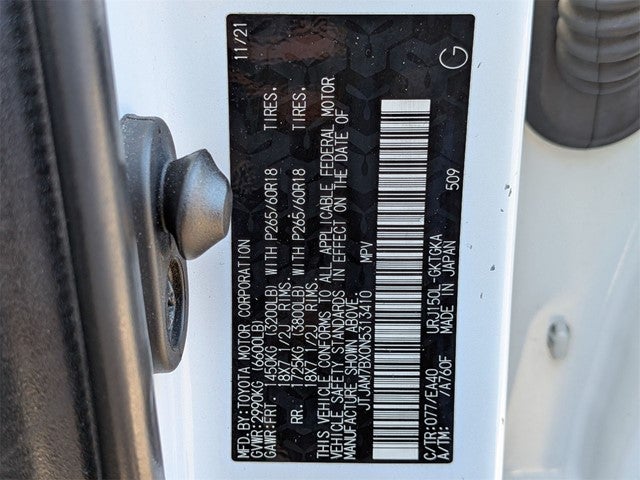 MFD.BY:TOYOTA MOTOR CORPORATION 11/21
GVWR:2990KG (6600LB)
GAWR:FRT. 1450KG (3200LB) WITH P265/60R18 TIRES.
18X7.1/2J RIMS.
RR. 1725KG (3800LB) WITH P265/60R18 TIRES.
18X7.1/2J RIMS.
THIS VEHICLE CONFORMS TO ALL APPLICABLE FEDERAL MOTOR
VEHICLE SAFETY STANDARDS IN EFFECT ON THE DATE OF
MANUFACTURE SHOWN ABOVE.
JTJAM7BX0N5313410 MPV
C/TR:077/EA40 URJ150L-GKTGKA 509
A/TM: /A760F MADE IN JAPAN
G